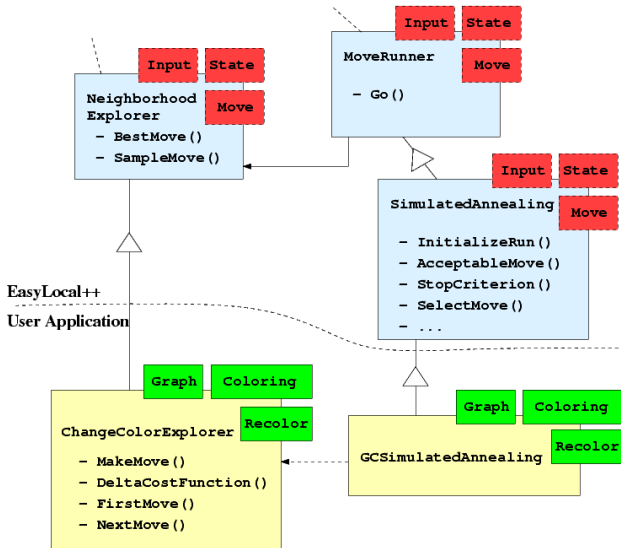 Input State
Move
Neighborhood
Explorer
– BestMove()
– SampleMove()
Input State
Move
MoveRunner
– Go()
Input State
Move
SimulatedAnnealing
– InitializeRun()
– AcceptableMove()
– StopCriterion()
– SelectMove()
– ...
EasyLocal++
User Application
Graph Coloring
Recolor
ChangeColorExplorer
– MakeMove()
– DeltaCostFunction()
– FirstMove()
– NextMove()
Graph Coloring
Recolor
GCSimulatedAnnealing